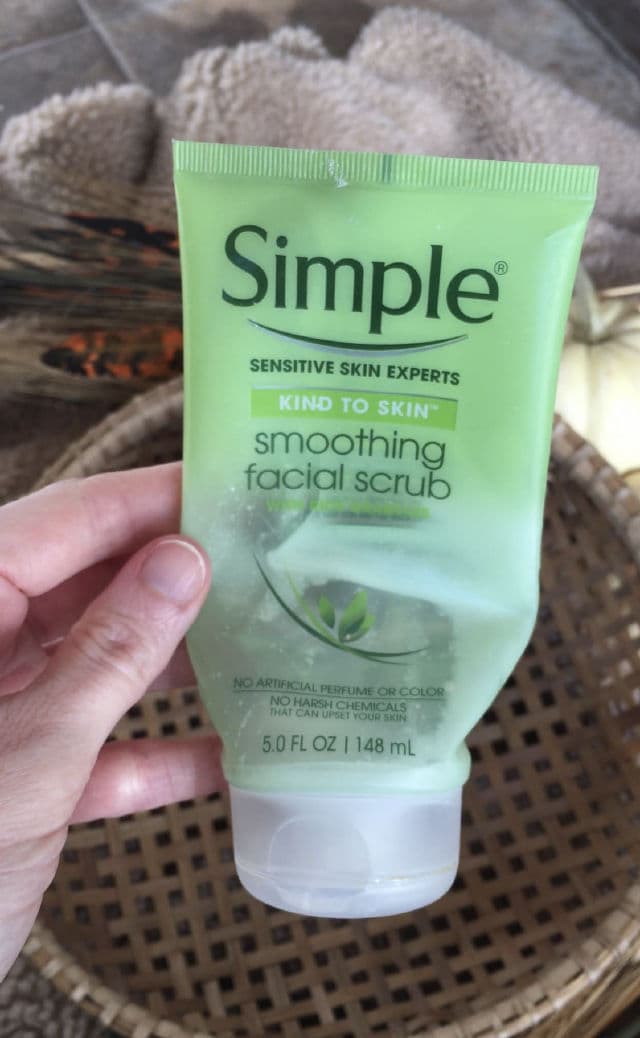 Simple®
SENSITIVE SKIN EXPERTS
KIND TO SKIN™
smoothing
facial scrub
NO ARTIFICIAL PERFUME OR COLOR
NO HARSH CHEMICALS
THAT CAN UPSET YOUR SKIN
5.0 FL OZ | 148 mL